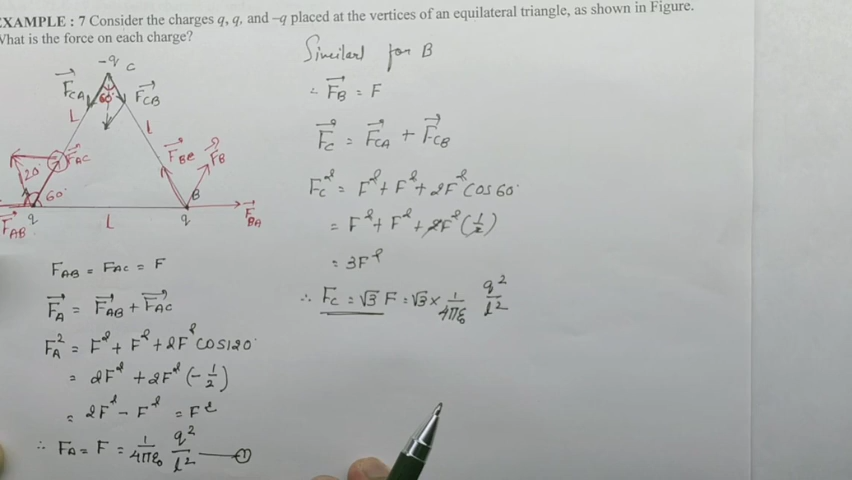 EXAMPLE : 7 Consider the charges q, q, and –q placed at the vertices of an equilateral triangle, as shown in Figure.
What is the force on each charge?
-q C
F⃗CA 60° F⃗CB
L L
F⃗AC F⃗BC F⃗B
120° A 60° B
F⃗AB q L q F⃗BA
FAB = FAC = F
F⃗A = F⃗AB + F⃗AC
FA² = F² + F² + 2F² COS120°
= 2F² + 2F² (-1/2)
= 2F² - F² = F²
∴ FA = F = 1/4πε₀ q²/l² — ①
Similarl for B
∴ F⃗B = F
F⃗C = F⃗CA + F⃗CB
FC² = F² + F² + 2F² COS60°
= F² + F² + 2F² (1/2)
= 3F²
∴ FC = √3 F = √3 × 1/4πε₀ q²/l²